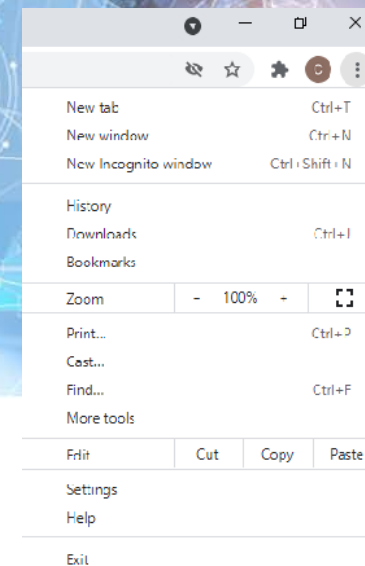 C
New tab Ctrl+T
New window Ctrl+N
New Incognito window Ctrl+Shift+N
History
Downloads Ctrl+J
Bookmarks
Zoom - 100% +
Print... Ctrl+P
Cast...
Find... Ctrl+F
More tools
Edit Cut Copy Paste
Settings
Help
Exit